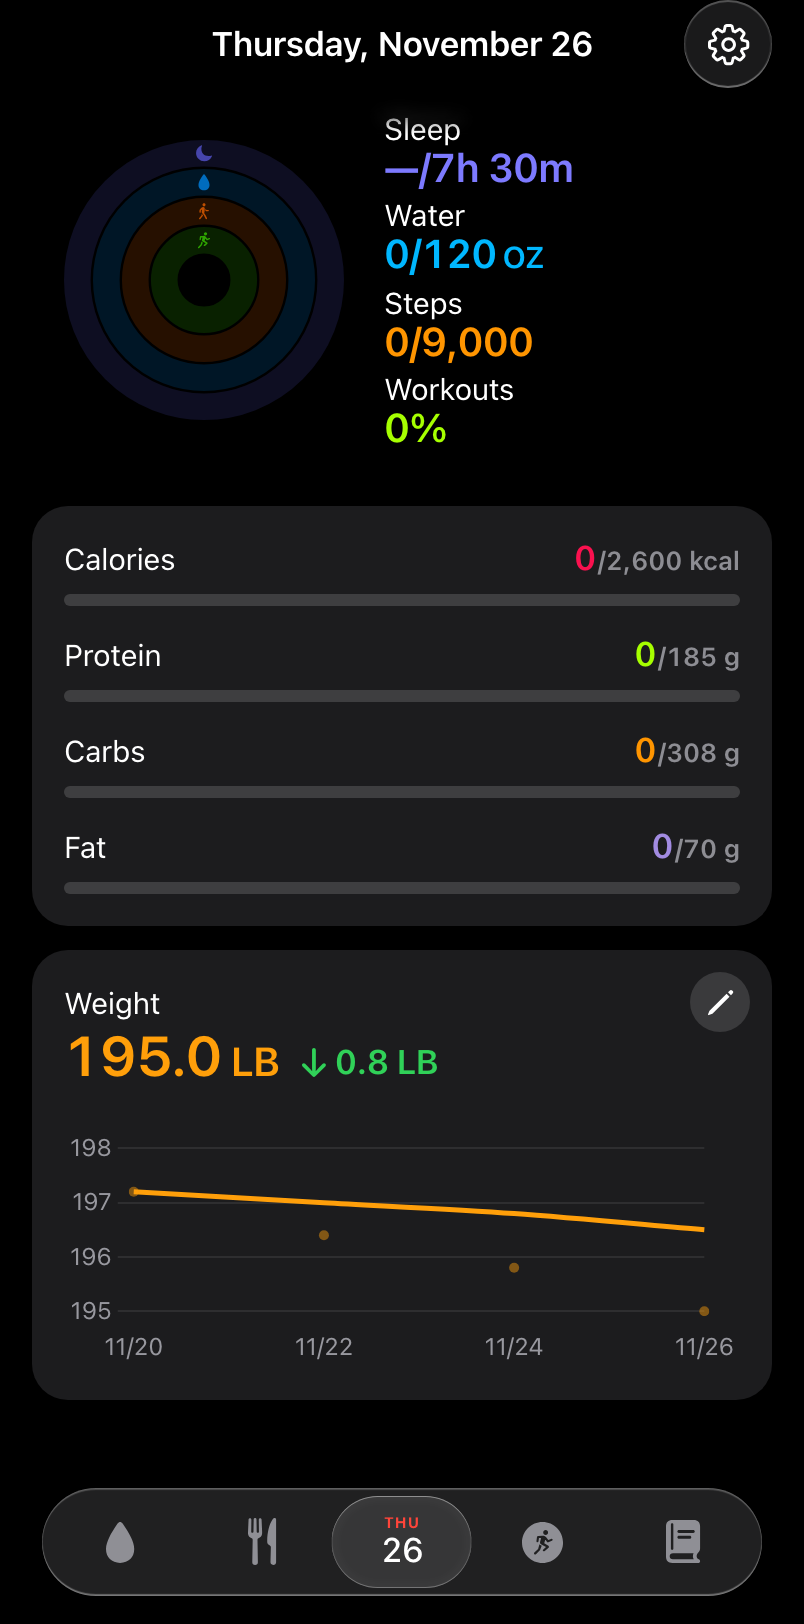 Thursday, November 26
Sleep
—/7h 30m
Water
0/120 oz
Steps
0/9,000
Workouts
0%
Calories 0/2,600 kcal
Protein 0/185 g
Carbs 0/308 g
Fat 0/70 g
Weight
195.0 LB ↓ 0.8 LB
198
197
196
195
11/20 11/22 11/24 11/26
THU
26